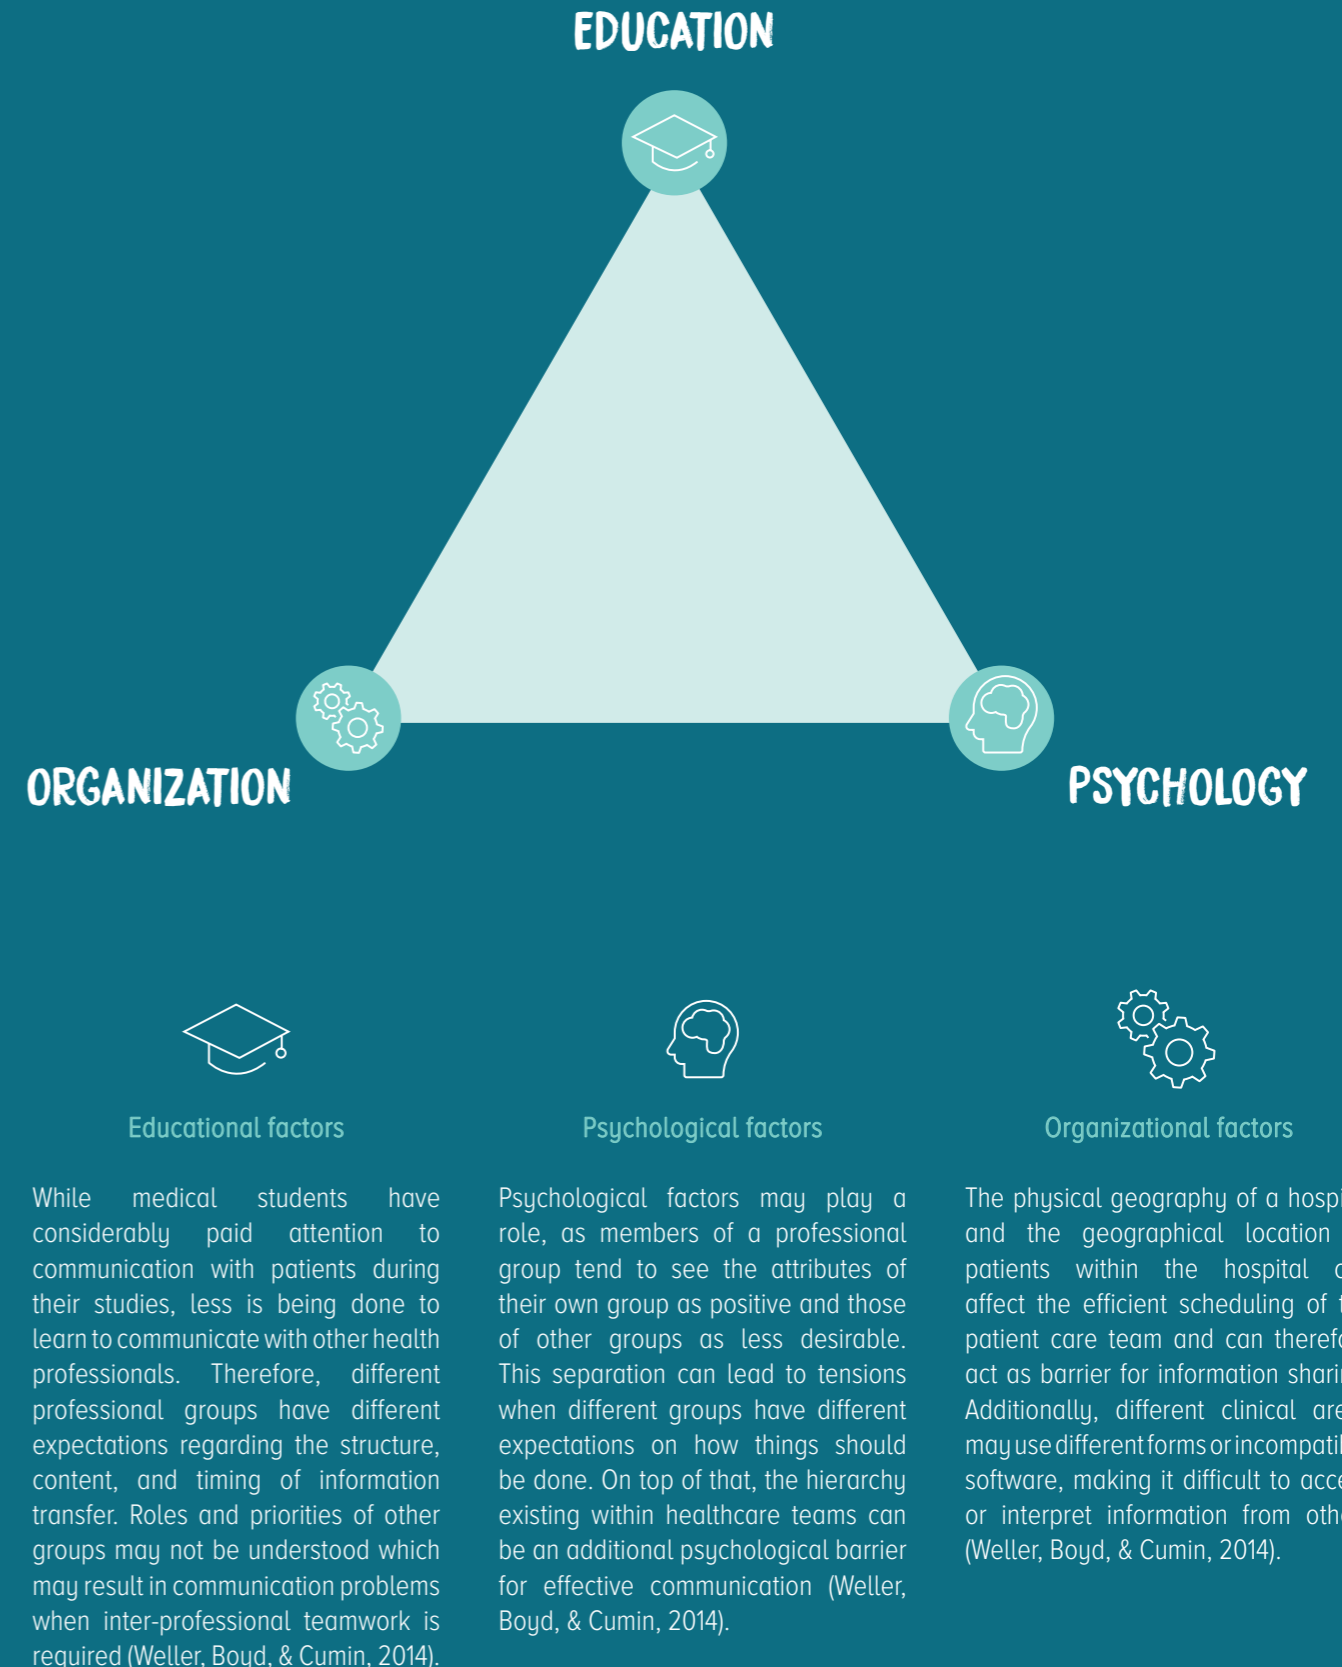 EDUCATION
ORGANIZATION
PSYCHOLOGY
Educational factors
While medical students have
considerably paid attention to
communication with patients during
their studies, less is being done to
learn to communicate with other health
professionals. Therefore, different
professional groups have different
expectations regarding the structure,
content, and timing of information
transfer. Roles and priorities of other
groups may not be understood which
may result in communication problems
when inter-professional teamwork is
required (Weller, Boyd, & Cumin, 2014).
Psychological factors
Psychological factors may play a
role, as members of a professional
group tend to see the attributes of
their own group as positive and those
of other groups as less desirable.
This separation can lead to tensions
when different groups have different
expectations on how things should
be done. On top of that, the hierarchy
existing within healthcare teams can
be an additional psychological barrier
for effective communication (Weller,
Boyd, & Cumin, 2014).
Organizational factors
The physical geography of a
and the geographical location
patients within the hospital
affect the efficient scheduling of
patient care team and can
act as barrier for information
Additionally, different clinical
may use different forms or
software, making it difficult to
or interpret information from
(Weller, Boyd, & Cumin, 2014).